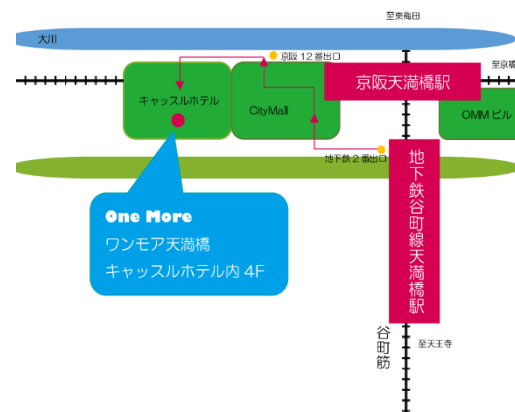 至東梅田
大川
京阪12番出口
至京橋
京阪天満橋駅
キャッスルホテル
CityMall
OMMビル
地下鉄2番出口
地下鉄谷町線天満橋駅
One More
ワンモア天満橋
キャッスルホテル内4F
谷町筋
至天王寺